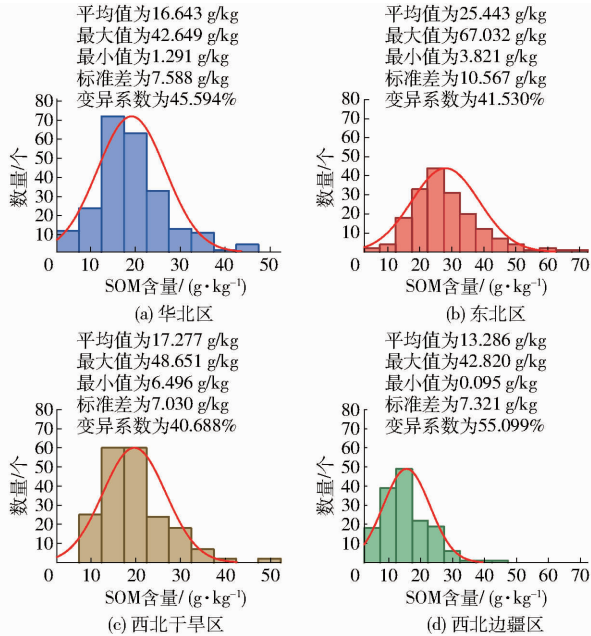 平均值为16.643 g/kg
最大值为42.649 g/kg
最小值为1.291 g/kg
标准差为7.588 g/kg
变异系数为45.594%
80
70
60
50
40
30
20
10
数量/个
0 10 20 30 40 50
SOM含量/ (g·kg⁻¹)
(a) 华北区
平均值为25.443 g/kg
最大值为67.032 g/kg
最小值为3.821 g/kg
标准差为10.567 g/kg
变异系数为41.530%
80
70
60
50
40
30
20
10
数量/个
0 10 20 30 40 50 60 70
SOM含量/ (g·kg⁻¹)
(b) 东北区
平均值为17.277 g/kg
最大值为48.651 g/kg
最小值为6.496 g/kg
标准差为7.030 g/kg
变异系数为40.688%
80
70
60
50
40
30
20
10
数量/个
0 10 20 30 40 50
SOM含量/ (g·kg⁻¹)
(c) 西北干旱区
平均值为13.286 g/kg
最大值为42.820 g/kg
最小值为0.095 g/kg
标准差为7.321 g/kg
变异系数为55.099%
80
70
60
50
40
30
20
10
数量/个
0 10 20 30 40 50 60 70
SOM含量/ (g·kg⁻¹)
(d) 西北边疆区